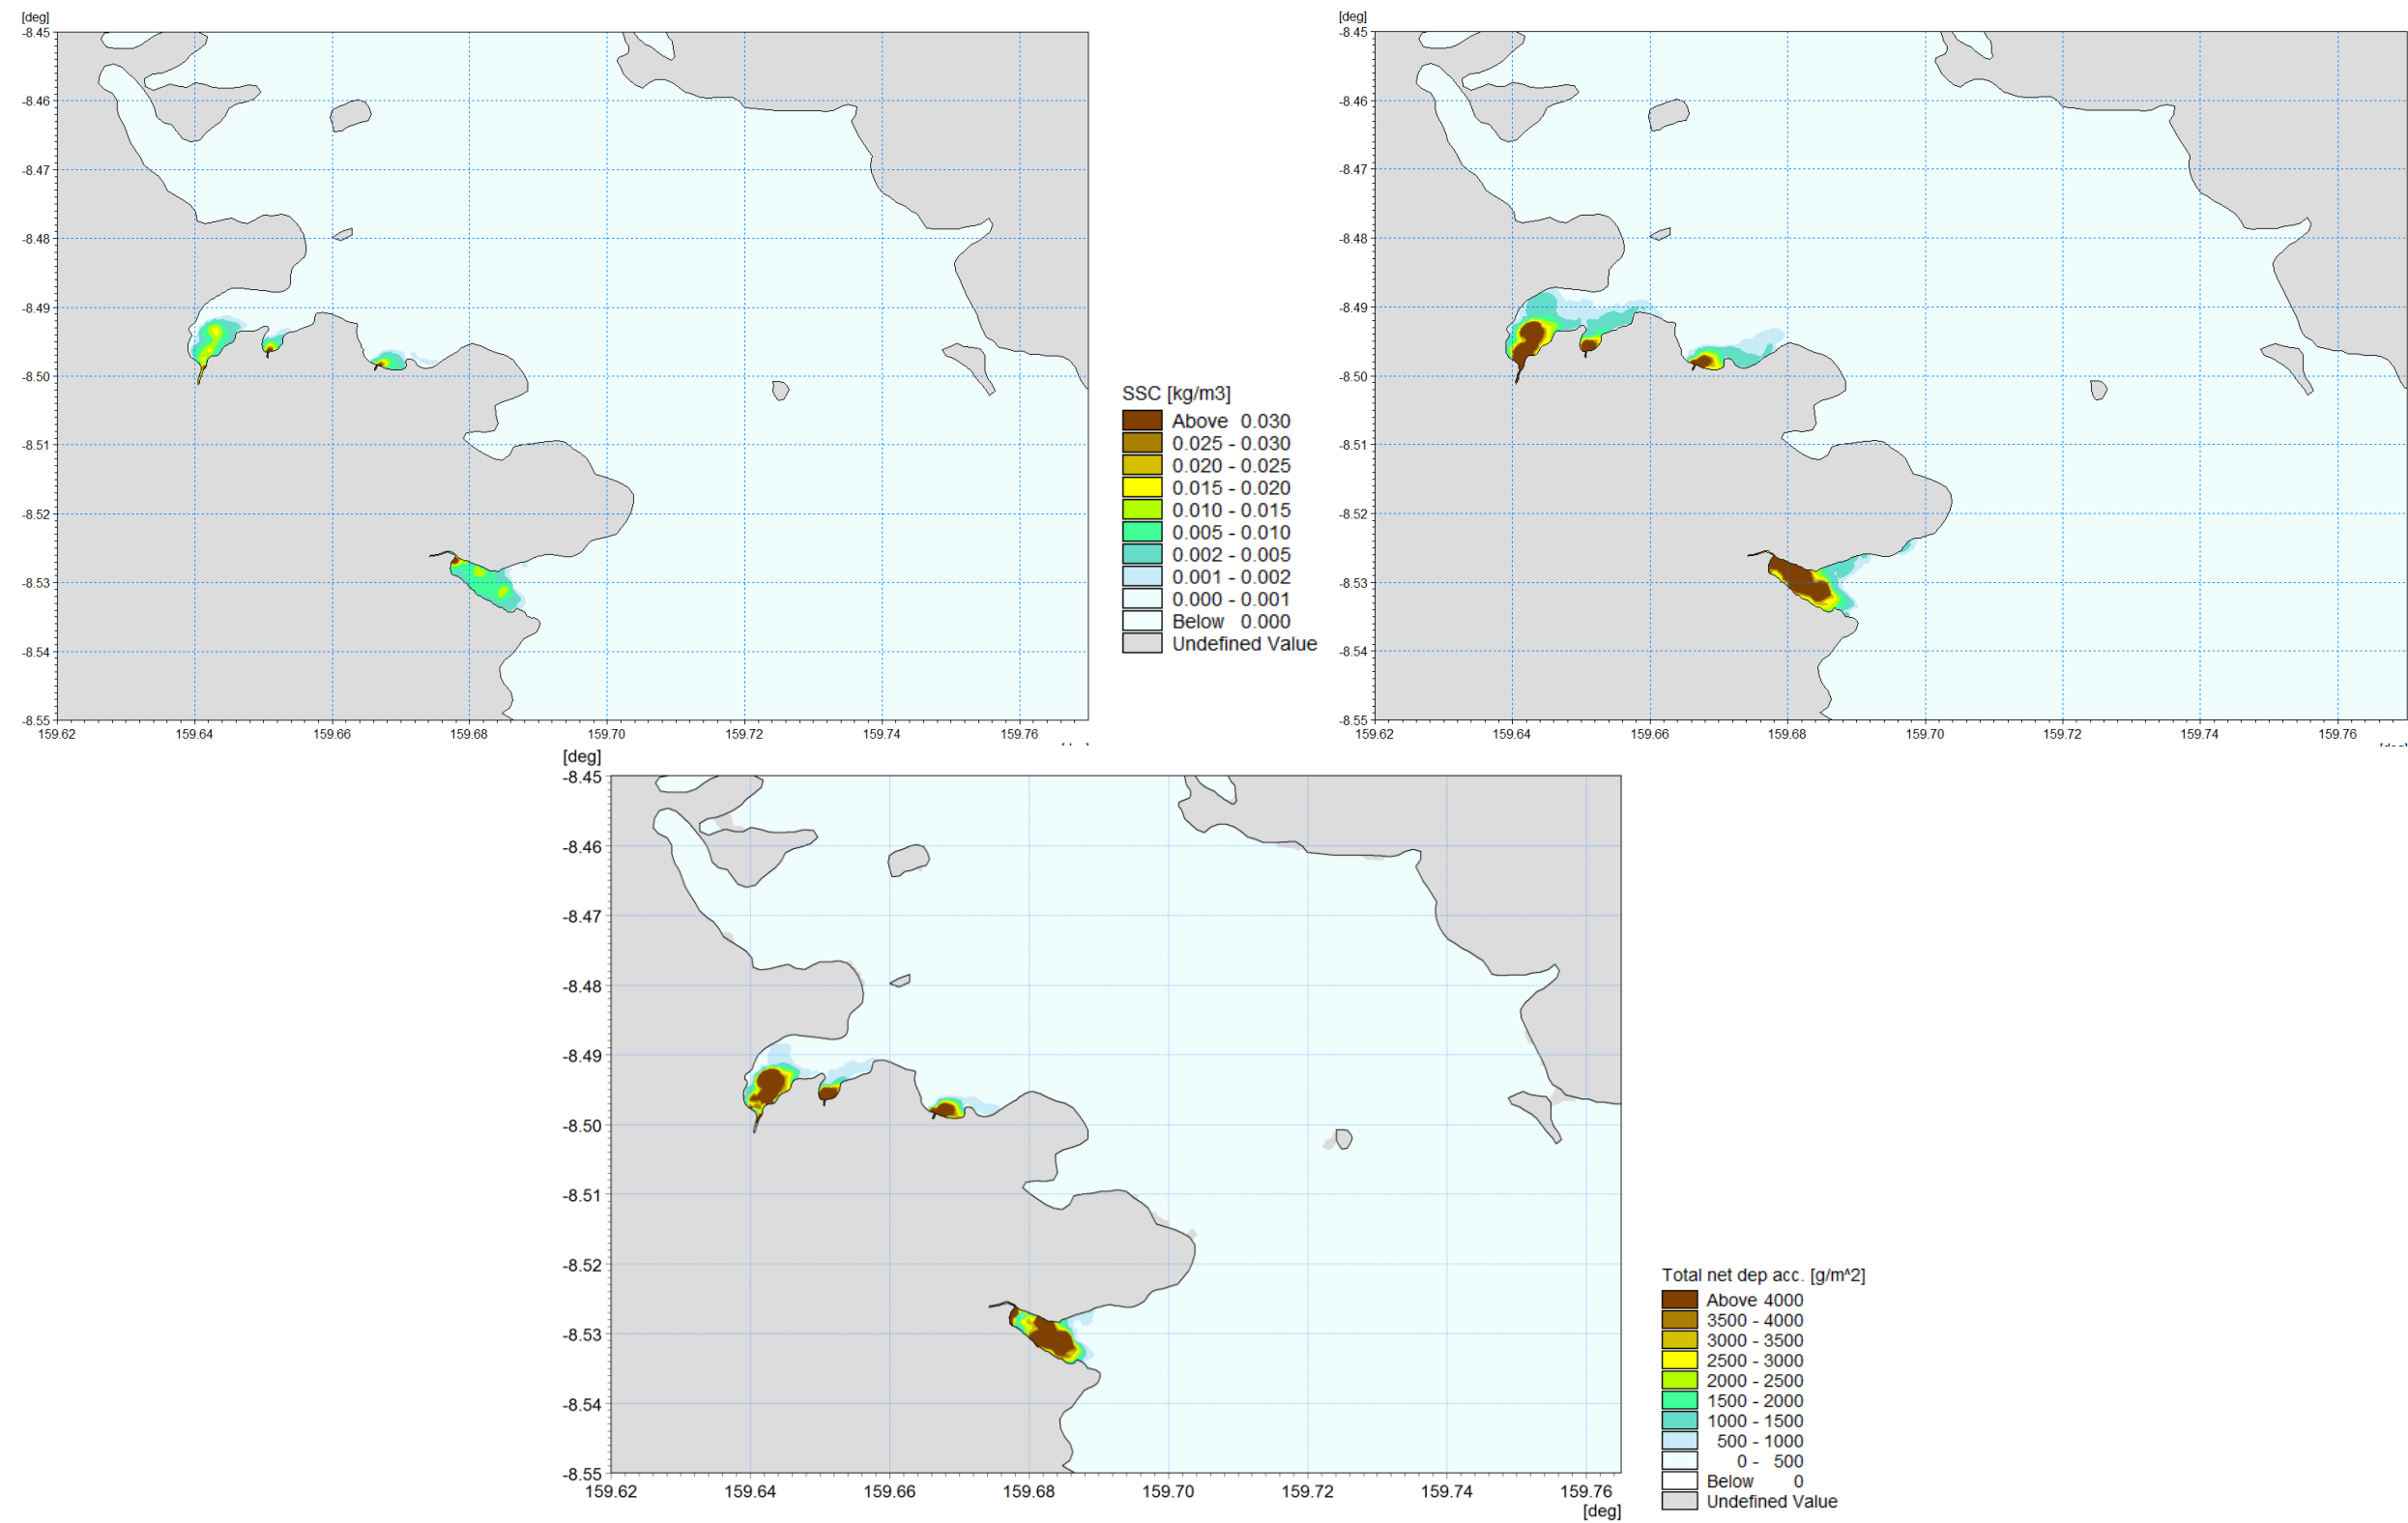 [deg]
-8.45
-8.46
-8.47
-8.48
-8.49
-8.50
-8.51
-8.52
-8.53
-8.54
-8.55
159.62 159.64 159.66 159.68 159.70 159.72 159.74 159.76
SSC [kg/m3]
Above 0.030
0.025 - 0.030
0.020 - 0.025
0.015 - 0.020
0.010 - 0.015
0.005 - 0.010
0.002 - 0.005
0.001 - 0.002
0.000 - 0.001
Below 0.000
Undefined Value
[deg]
-8.45
-8.46
-8.47
-8.48
-8.49
-8.50
-8.51
-8.52
-8.53
-8.54
-8.55
159.62 159.64 159.66 159.68 159.70 159.72 159.74 159.76
[deg]
-8.45
-8.46
-8.47
-8.48
-8.49
-8.50
-8.51
-8.52
-8.53
-8.54
-8.55
159.62 159.64 159.66 159.68 159.70 159.72 159.74 159.76
[deg]
Total net dep acc. [g/m^2]
Above 4000
3500 - 4000
3000 - 3500
2500 - 3000
2000 - 2500
1500 - 2000
1000 - 1500
500 - 1000
0 - 500
Below 0
Undefined Value